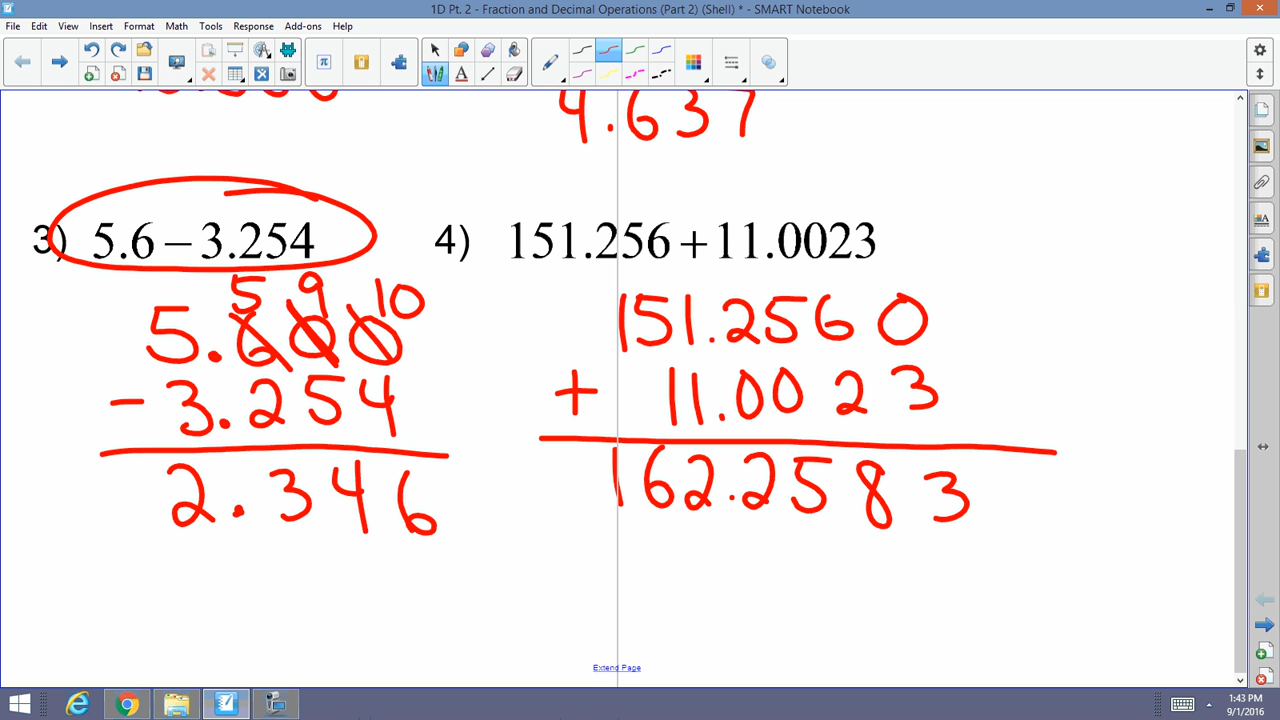 1D Pt. 2 - Fraction and Decimal Operations (Part 2) (Shell) * - SMART Notebook
File Edit View Insert Format Math Tools Response Add-ons Help
4.637
3) 5.6 − 3.254
4) 151.256 + 11.0023
5 9 10
5.600
- 3.254
2.346
151.2560
+ 11.0023
162.2583
Extend Page
1:43 PM
9/1/2016